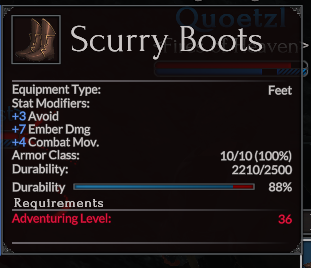 Quoetzl
Scurry Boots
Equipment Type: Feet
Stat Modifiers:
+3 Avoid
+7 Ember Dmg
+4 Combat Mov.
Armor Class: 10/10 (100%)
Durability: 2210/2500
Durability 88%
Requirements
Adventuring Level: 36